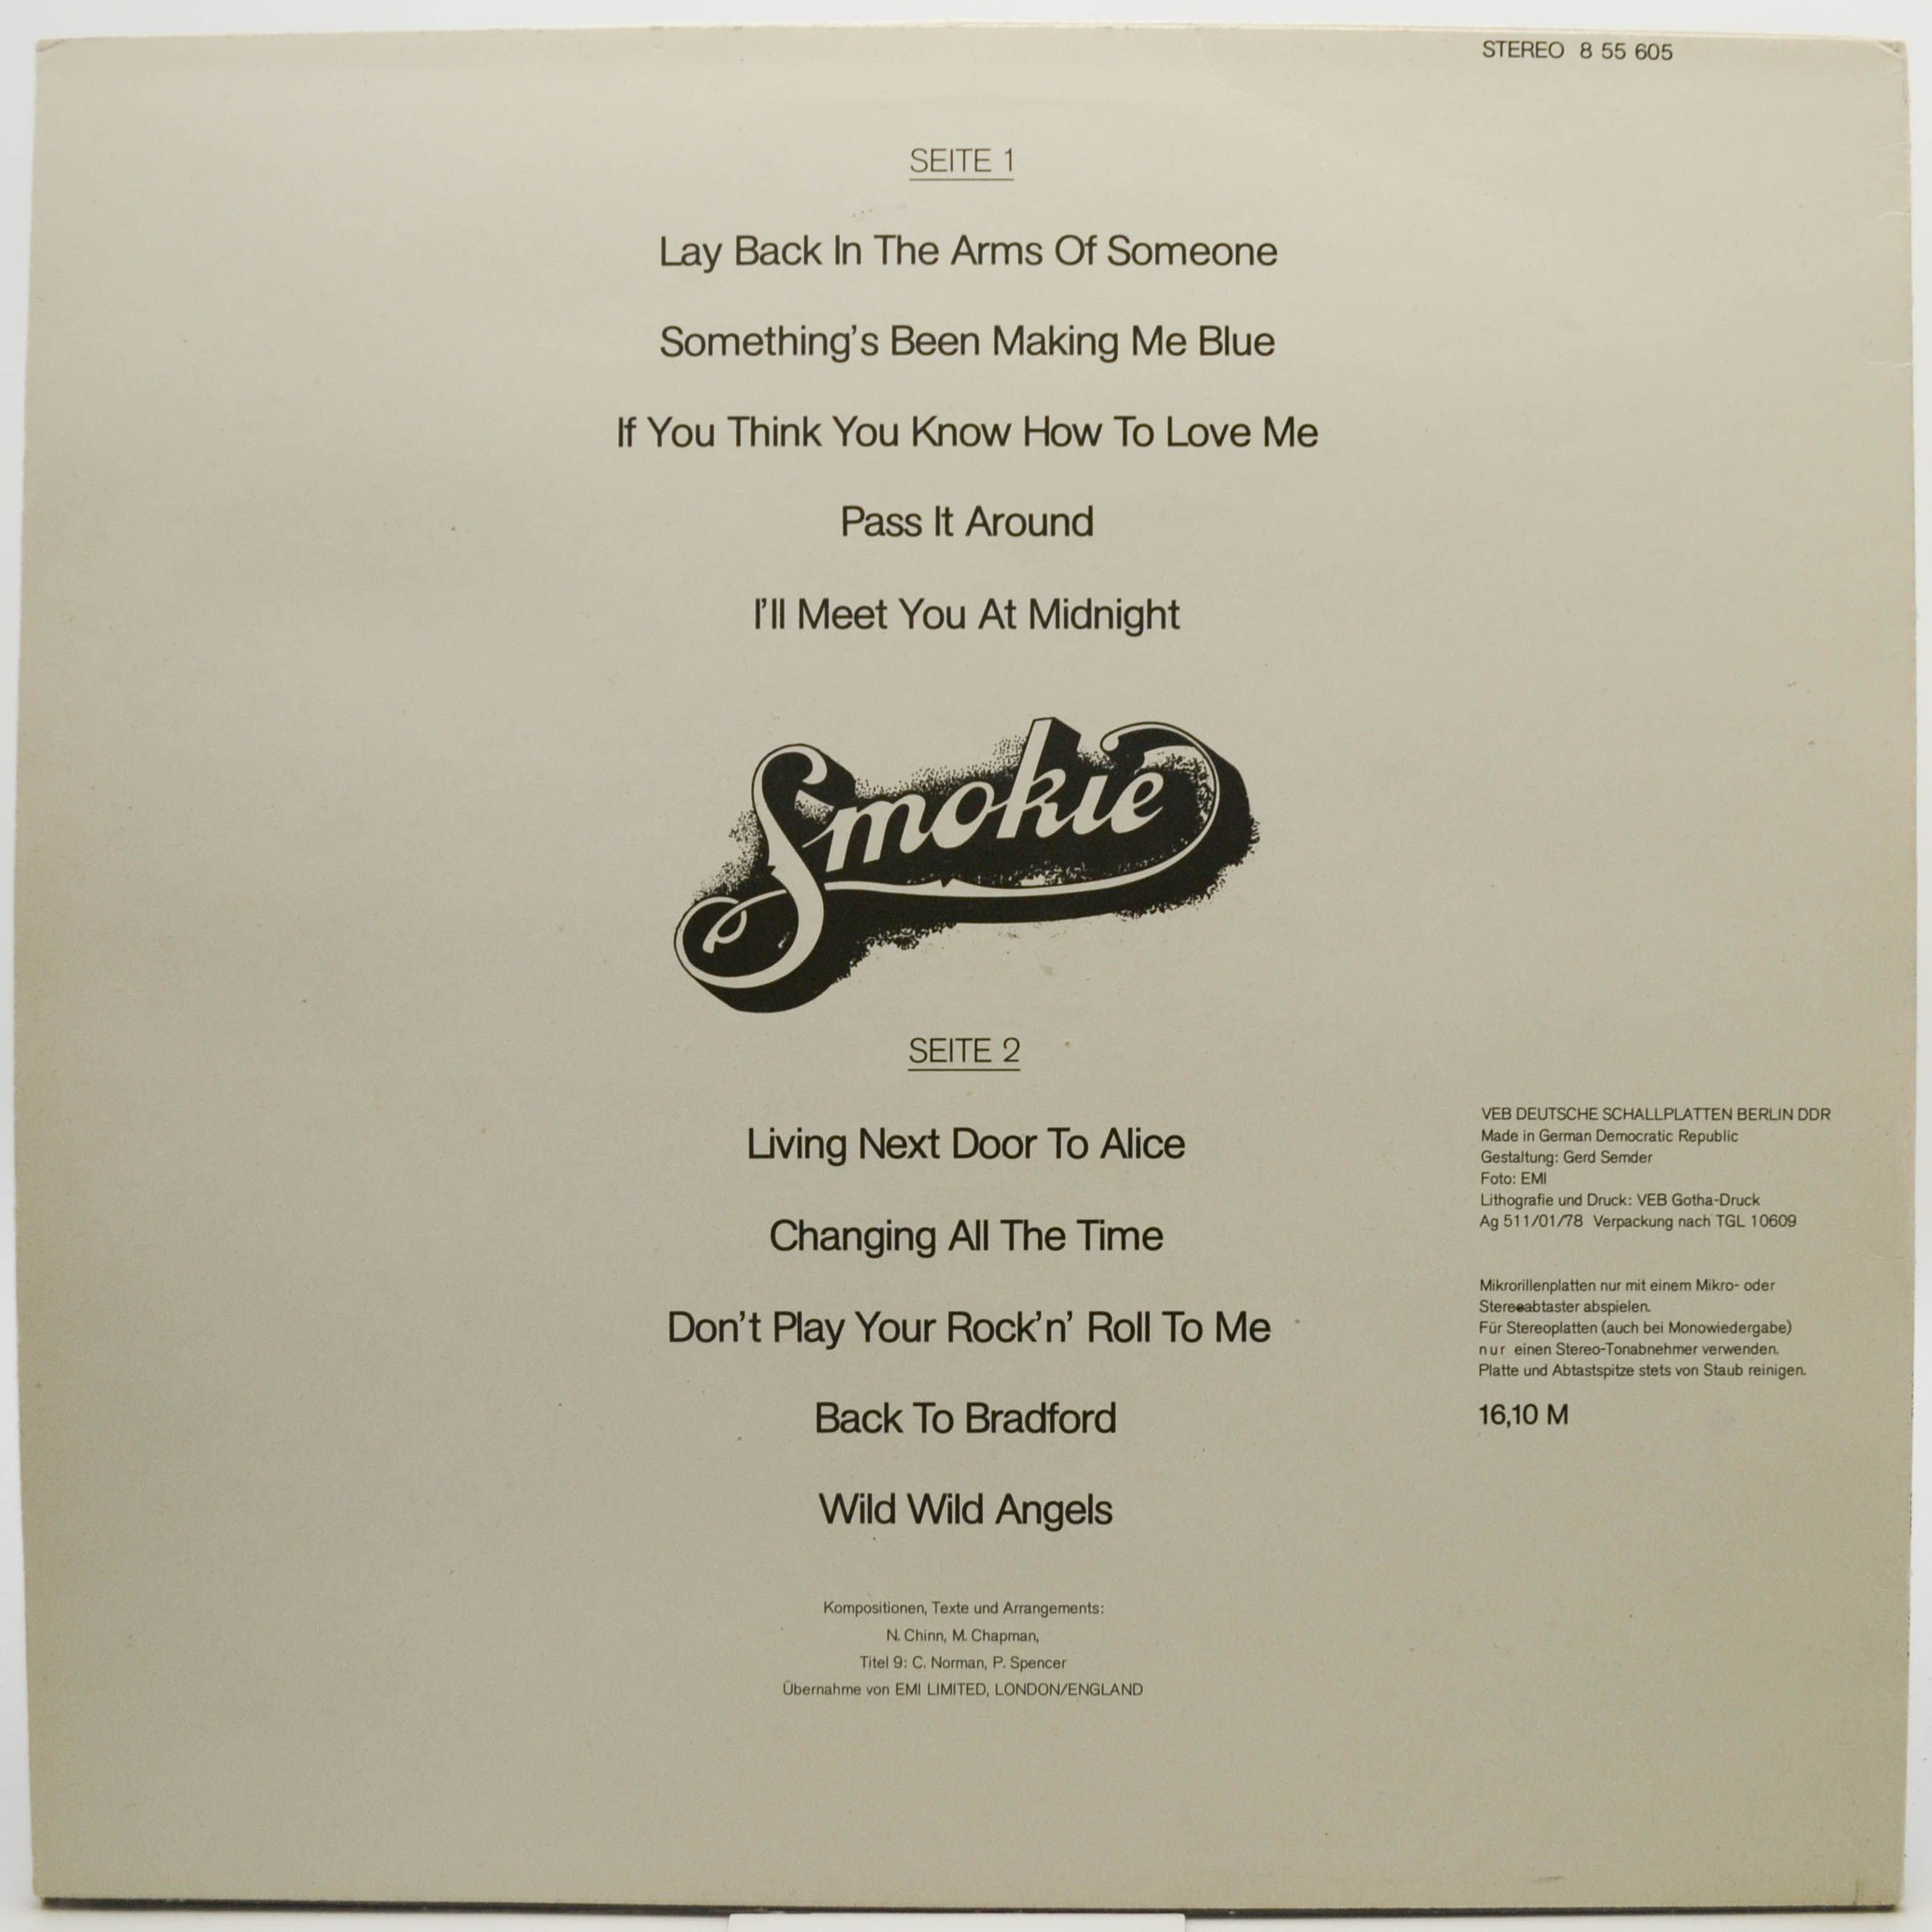 STEREO 8 55 605
SEITE 1
Lay Back In The Arms Of Someone
Something's Been Making Me Blue
If You Think You Know How To Love Me
Pass It Around
I'll Meet You At Midnight
Smokie
SEITE 2
Living Next Door To Alice
Changing All The Time
Don't Play Your Rock'n' Roll To Me
Back To Bradford
Wild Wild Angels
Kompositionen, Texte und Arrangements:
N. Chinn, M. Chapman,
Titel 9: C. Norman, P. Spencer
Übernahme von EMI LIMITED, LONDON/ENGLAND
VEB DEUTSCHE SCHALLPLATTEN BERLIN DDR
Made in German Democratic Republic
Gestaltung: Gerd Semder
Foto: EMI
Lithografie und Druck: VEB Gotha-Druck
Ag 511/01/78 Verpackung nach TGL 10609
Mikrorillenplatten nur mit einem Mikro- oder
Stereoabtaster abspielen.
Für Stereoplatten (auch bei Monowiedergabe)
nur einen Stereo-Tonabnehmer verwenden.
Platte und Abtastspitze stets von Staub reinigen.
16,10 M